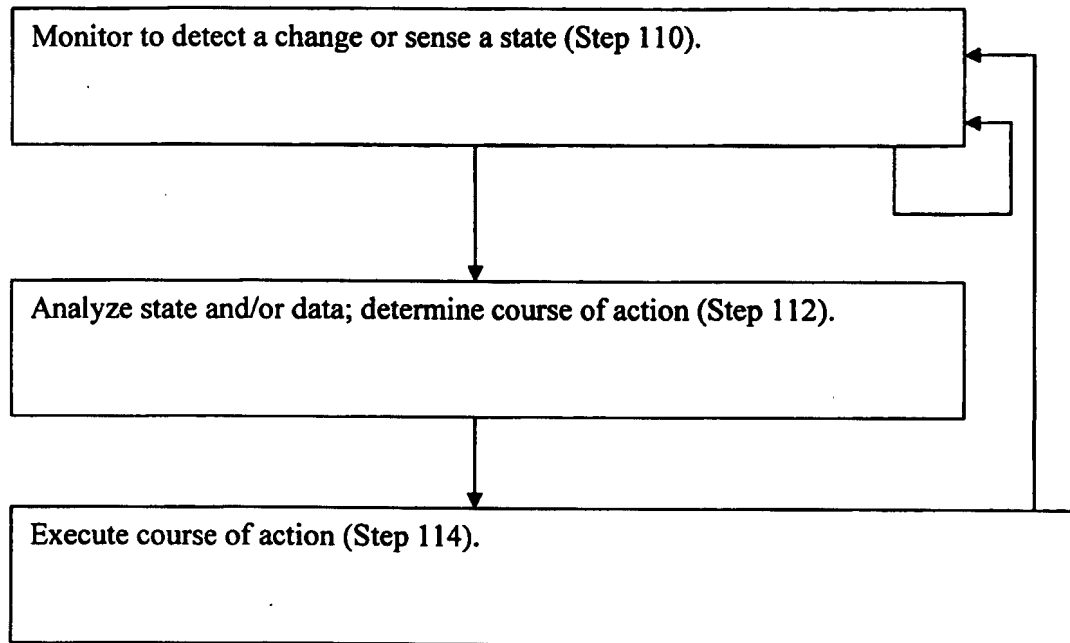 Monitor to detect a change or sense a state (Step 110).
Analyze state and/or data; determine course of action (Step 112).
Execute course of action (Step 114).